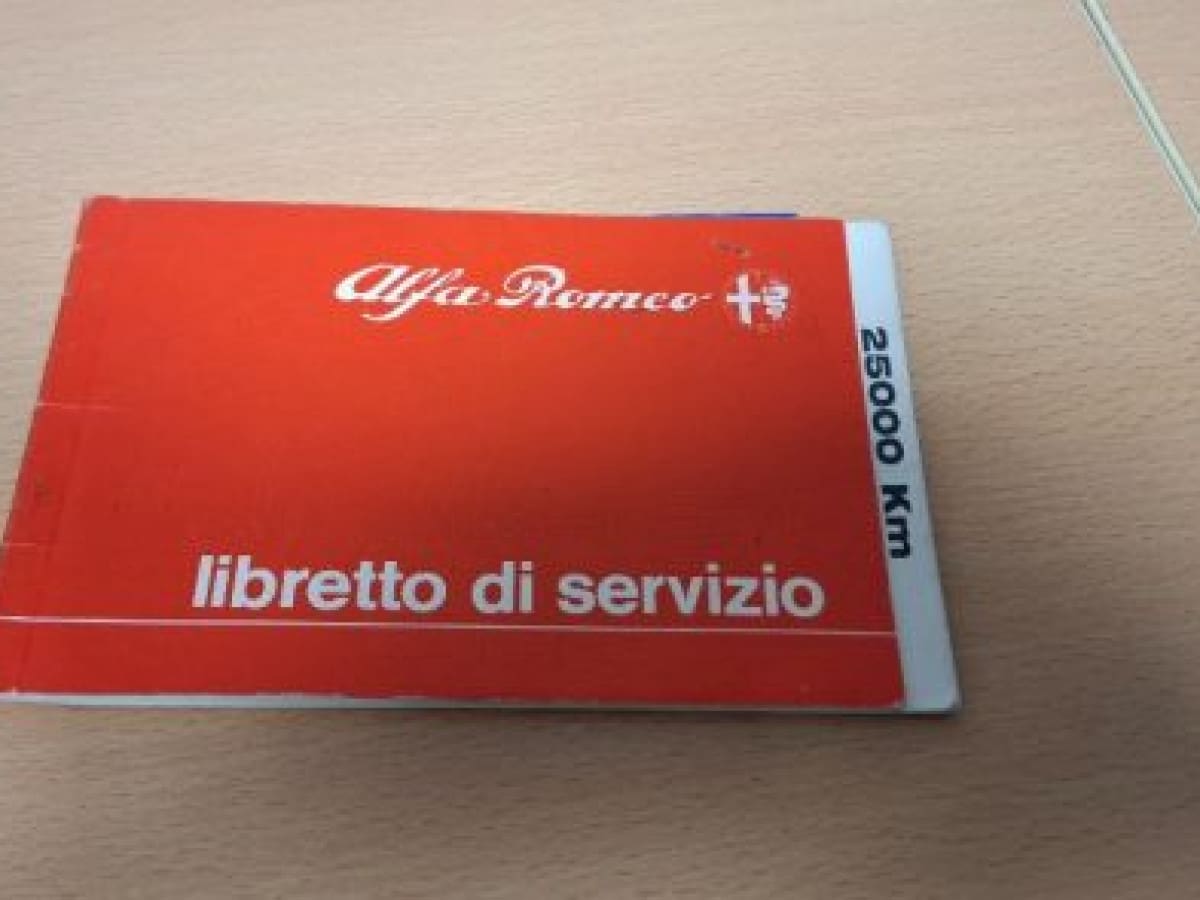 Alfa Romeo
25000 Km
libretto di servizio